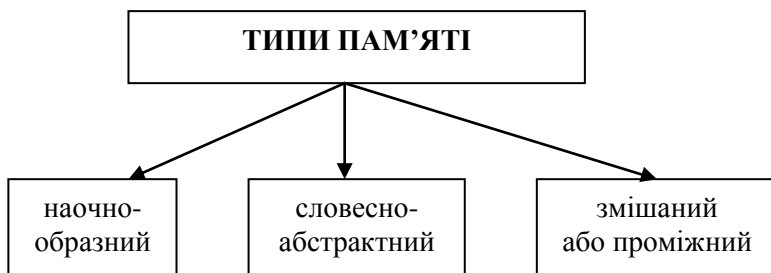 ТИПИ ПАМ’ЯТІ
наочно-
образний
словесно-
абстрактний
змішаний
або проміжний